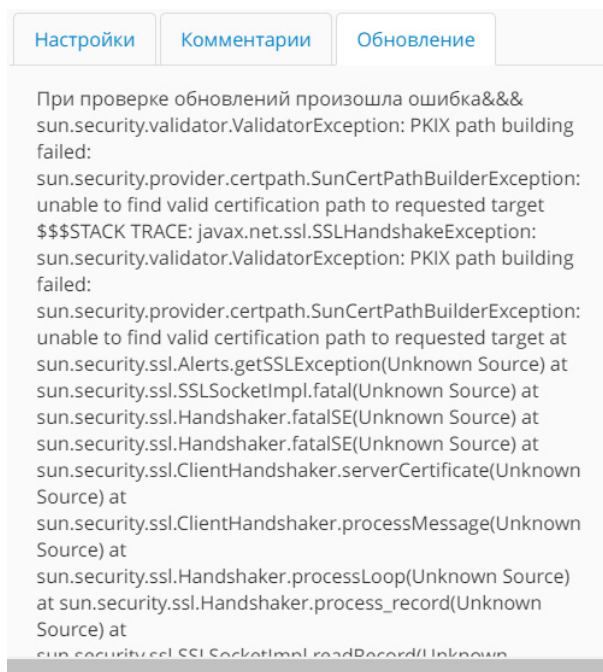 Настройки
Комментарии
Обновление
При проверке обновлений произошла ошибка&&&
sun.security.validator.ValidatorException: PKIX path building
failed:
sun.security.provider.certpath.SunCertPathBuilderException:
unable to find valid certification path to requested target
$$$STACK TRACE: javax.net.ssl.SSLHandshakeException:
sun.security.validator.ValidatorException: PKIX path building
failed:
sun.security.provider.certpath.SunCertPathBuilderException:
unable to find valid certification path to requested target at
sun.security.ssl.Alerts.getSSLException(Unknown Source) at
sun.security.ssl.SSLSocketImpl.fatal(Unknown Source) at
sun.security.ssl.Handshaker.fatalSE(Unknown Source) at
sun.security.ssl.Handshaker.fatalSE(Unknown Source) at
sun.security.ssl.ClientHandshaker.serverCertificate(Unknown
Source) at
sun.security.ssl.ClientHandshaker.processMessage(Unknown
Source) at
sun.security.ssl.Handshaker.processLoop(Unknown Source)
at sun.security.ssl.Handshaker.process_record(Unknown
Source) at
sun.security.ssl.SSLSocketImpl.readRecord(Unknown